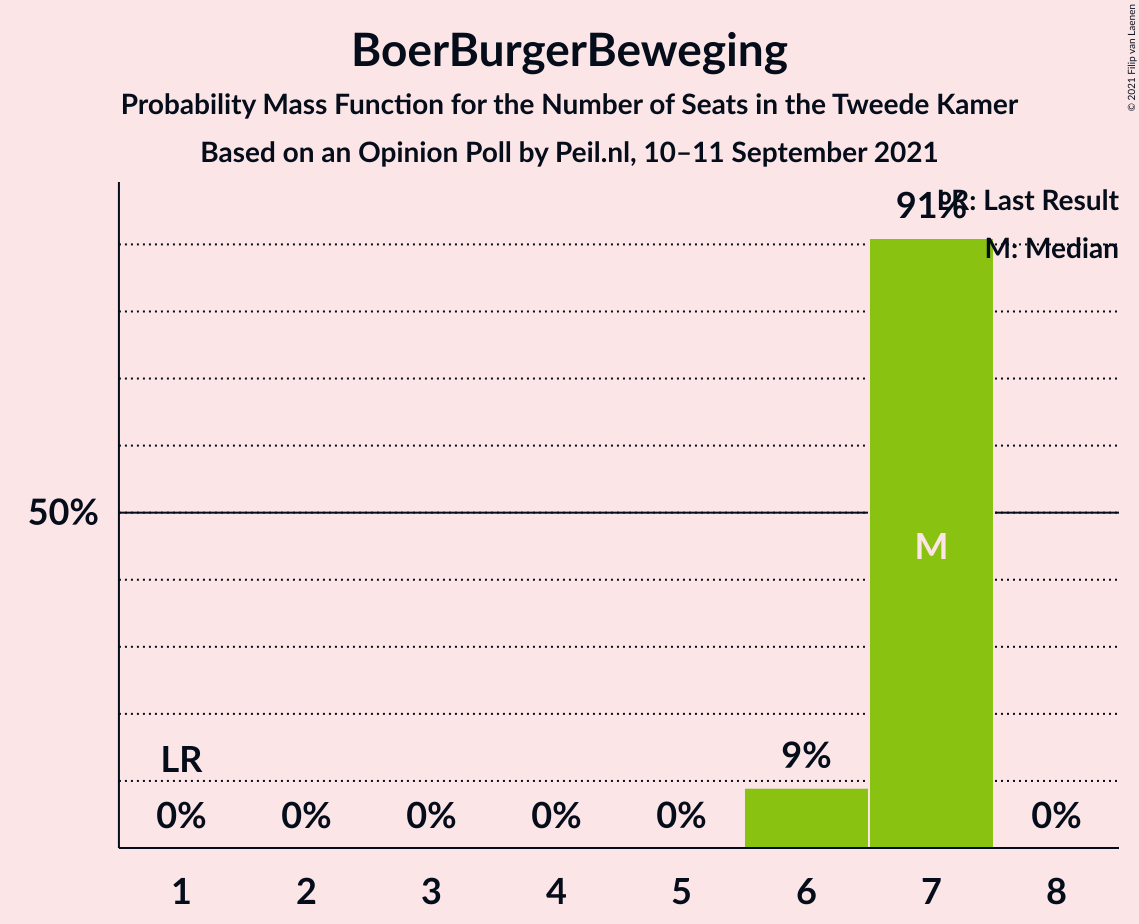 BoerBurgerBeweging
Probability Mass Function for the Number of Seats in the Tweede Kamer
Based on an Opinion Poll by Peil.nl, 10–11 September 2021
© 2021 Filip van Laenen
91%
LR: Last Result
M: Median
50%
M
LR
9%
0% 0% 0% 0% 0% 0%
1 2 3 4 5 6 7 8